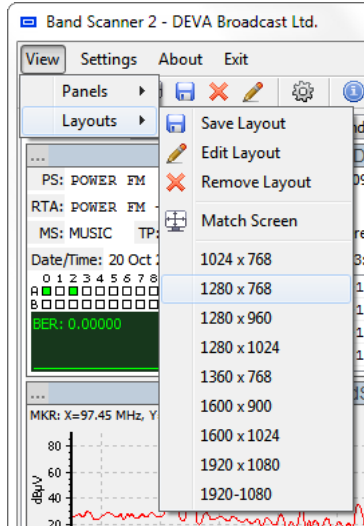 Band Scanner 2 - DEVA Broadcast Ltd.
View Settings About Exit
Panels
Layouts
Save Layout
Edit Layout
Remove Layout
Match Screen
1024 x 768
1280 x 768
1280 x 960
1280 x 1024
1360 x 768
1600 x 900
1600 x 1024
1920 x 1080
1920-1080
...
PS: POWER FM
RTA: POWER FM -
MS: MUSIC TP:
Date/Time: 20 Oct
0 1 2 3 4 5 6 7 8
A
B
BER: 0.00000
...
MKR: X=97.45 MHz, Y
80
60
40
20
dBµV